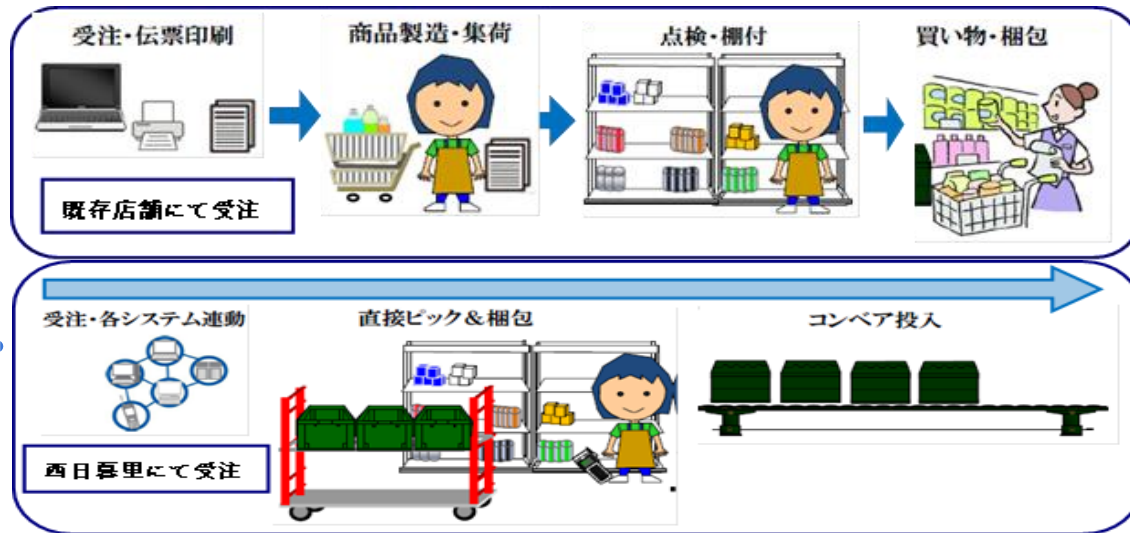 受注・伝票印刷
商品製造・集荷
点検・棚付
買い物・梱包
既存店舗にて受注
受注・各システム連動
直接ピック＆梱包
コンベア投入
西日暮里にて受注